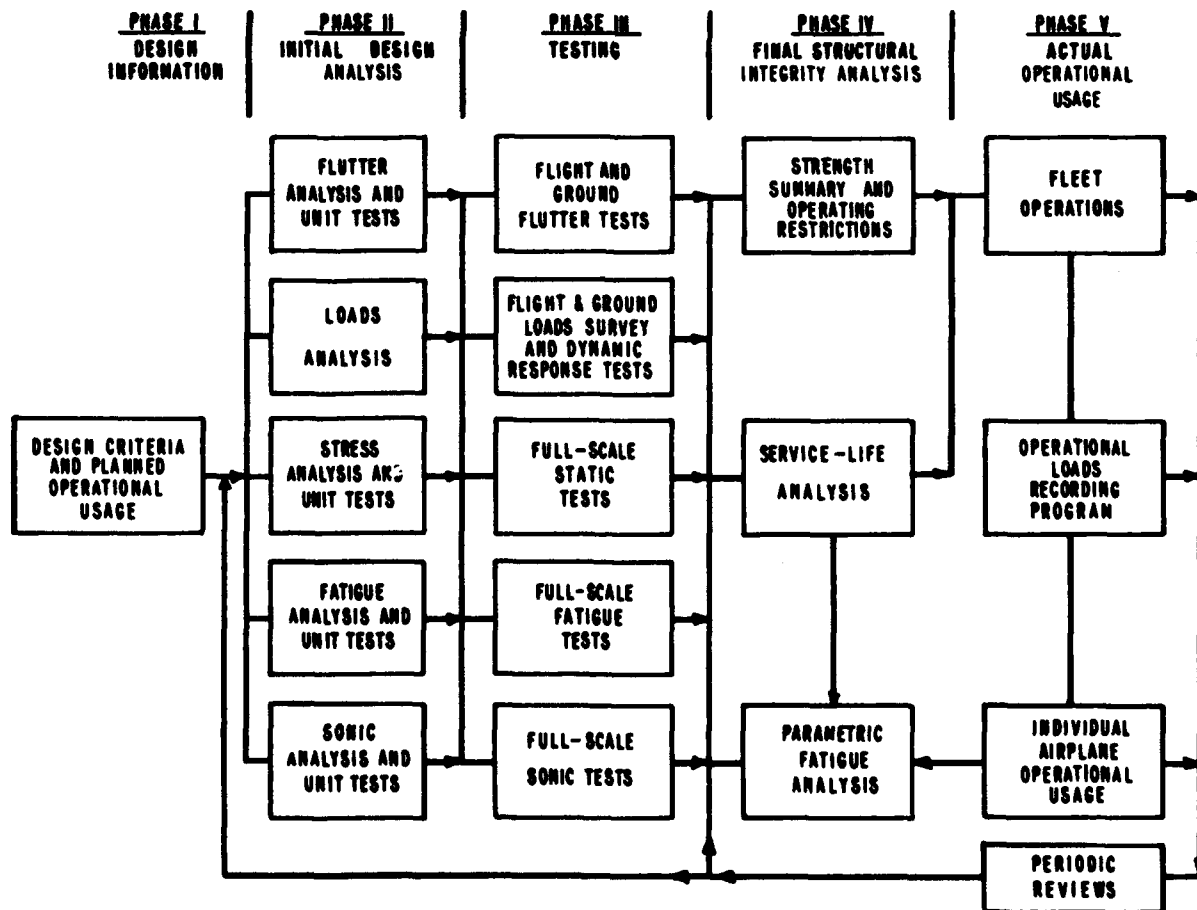 PHASE I
DESIGN
INFORMATION
PHASE II
INITIAL DESIGN
ANALYSIS
PHASE III
TESTING
PHASE IV
FINAL STRUCTURAL
INTEGRITY ANALYSIS
PHASE V
ACTUAL
OPERATIONAL
USAGE
DESIGN CRITERIA
AND PLANNED
OPERATIONAL
USAGE
FLUTTER
ANALYSIS AND
UNIT TESTS
LOADS
ANALYSIS
STRESS
ANALYSIS AND
UNIT TESTS
FATIGUE
ANALYSIS AND
UNIT TESTS
SONIC
ANALYSIS AND
UNIT TESTS
FLIGHT AND
GROUND
FLUTTER TESTS
FLIGHT & GROUND
LOADS SURVEY
AND DYNAMIC
RESPONSE TESTS
FULL-SCALE
STATIC
TESTS
FULL-SCALE
FATIGUE
TESTS
FULL-SCALE
SONIC TESTS
STRENGTH
SUMMARY AND
OPERATING
RESTRICTIONS
SERVICE-LIFE
ANALYSIS
PARAMETRIC
FATIGUE
ANALYSIS
FLEET
OPERATIONS
OPERATIONAL
LOADS
RECORDING
PROGRAM
INDIVIDUAL
AIRPLANE
OPERATIONAL
USAGE
PERIODIC
REVIEWS